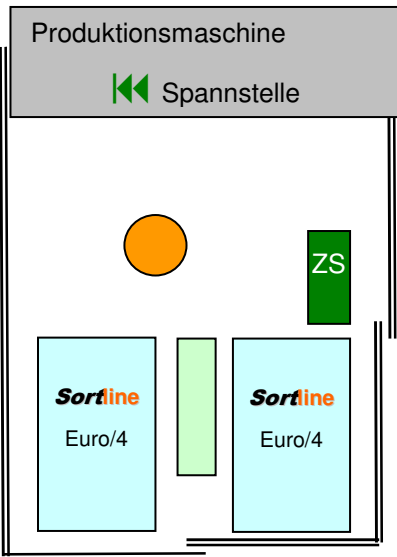 Produktionsmaschine
Spannstelle
ZS
Sortline
Euro/4
Sortline
Euro/4